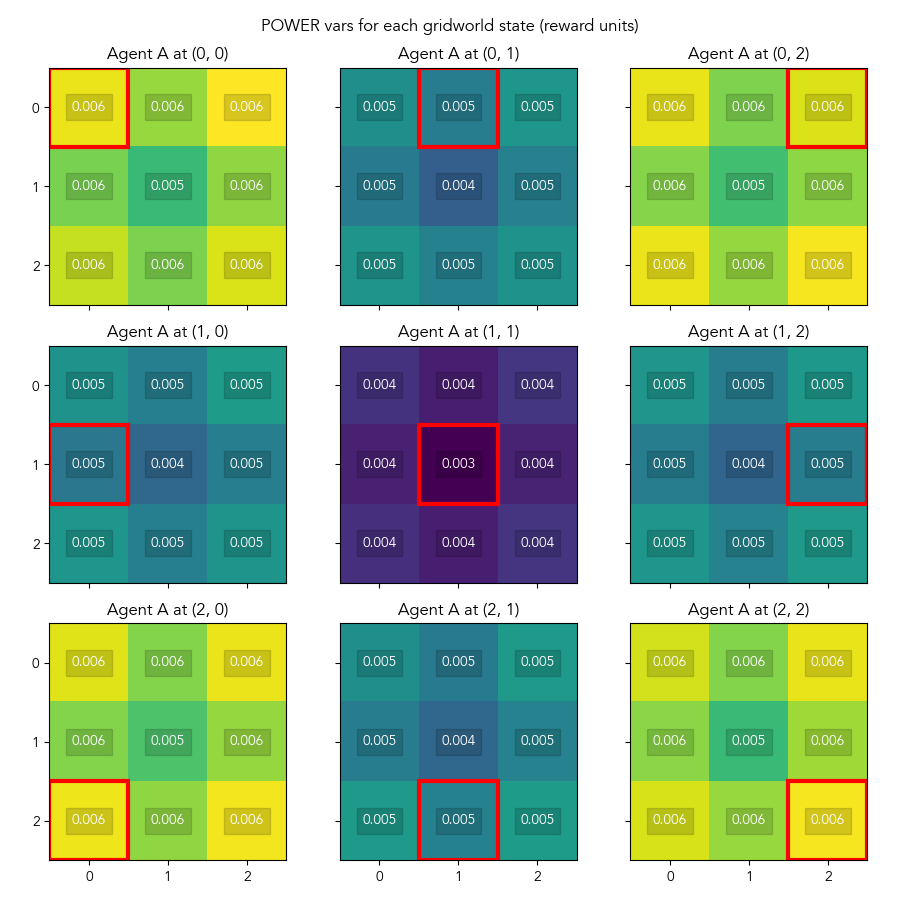 POWER vars for each gridworld state (reward units)
Agent A at (0, 0) Agent A at (0, 1) Agent A at (0, 2)
0 0.006 0.006 0.006 0.005 0.005 0.005 0.006 0.006 0.006
1 0.006 0.005 0.006 0.005 0.004 0.005 0.006 0.005 0.006
2 0.006 0.006 0.006 0.005 0.005 0.005 0.006 0.006 0.006
Agent A at (1, 0) Agent A at (1, 1) Agent A at (1, 2)
0 0.005 0.005 0.005 0.004 0.004 0.004 0.005 0.005 0.005
1 0.005 0.004 0.005 0.004 0.003 0.004 0.005 0.004 0.005
2 0.005 0.005 0.005 0.004 0.004 0.004 0.005 0.005 0.005
Agent A at (2, 0) Agent A at (2, 1) Agent A at (2, 2)
0 0.006 0.006 0.006 0.005 0.005 0.005 0.006 0.006 0.006
1 0.006 0.005 0.006 0.005 0.004 0.005 0.006 0.005 0.006
2 0.006 0.006 0.006 0.005 0.005 0.005 0.006 0.006 0.006
0 1 2 0 1 2 0 1 2